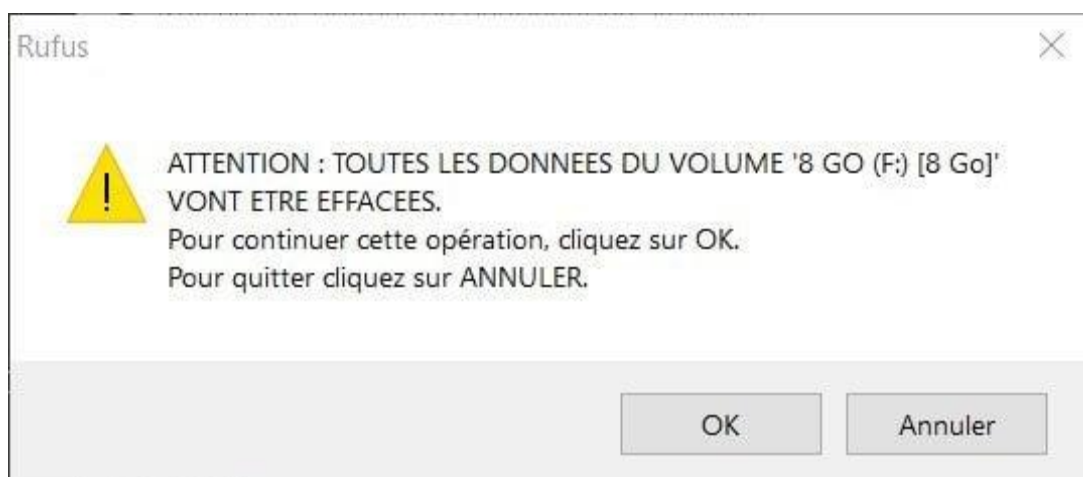 Rufus
ATTENTION : TOUTES LES DONNEES DU VOLUME '8 GO (F:) [8 Go]'
VONT ETRE EFFACEES.
Pour continuer cette opération, cliquez sur OK.
Pour quitter cliquez sur ANNULER.
OK
Annuler